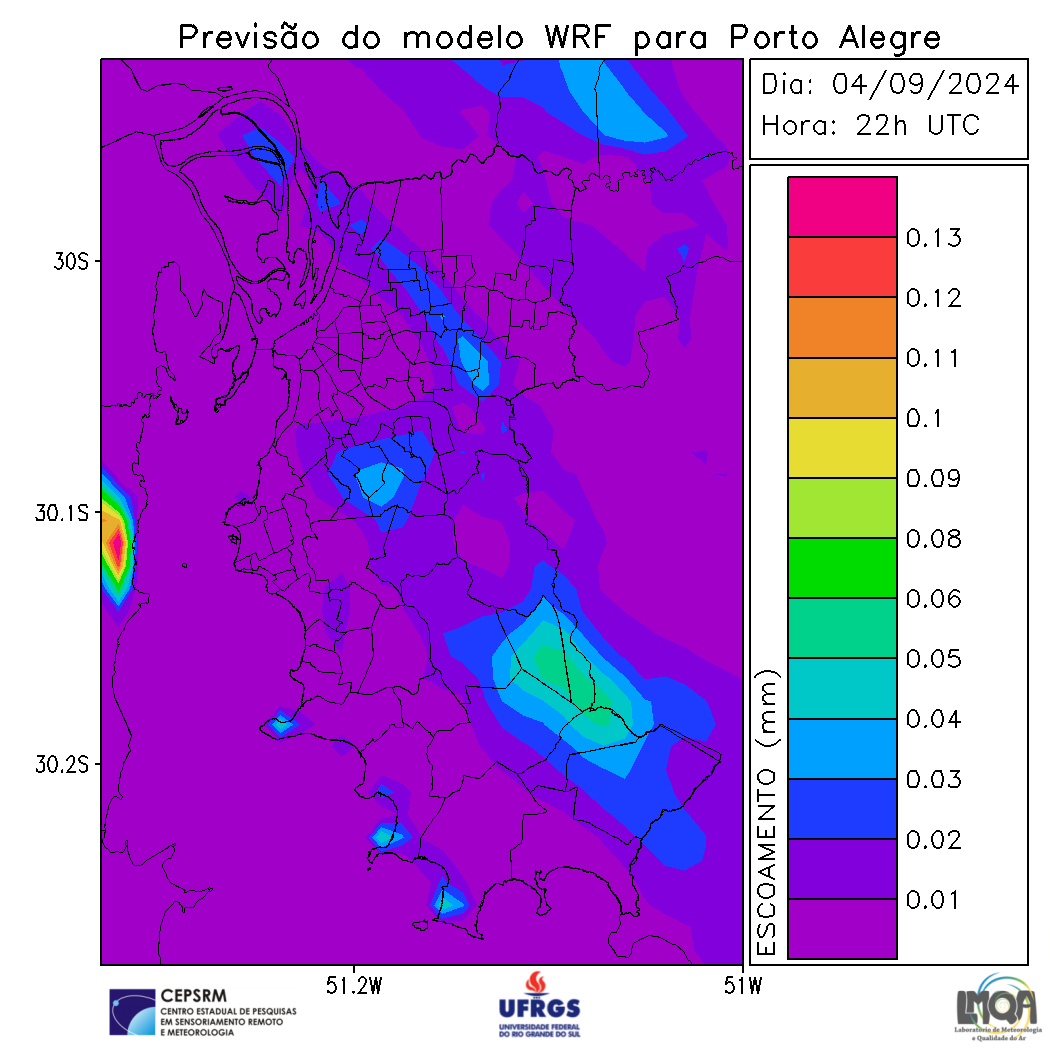 Previsão do modelo WRF para Porto Alegre
Dia: 04/09/2024
Hora: 22h UTC
30S
30.1S
30.2S
51.2W
51W
0.13
0.12
0.11
0.1
0.09
0.08
0.06
0.05
0.04
0.03
0.02
0.01
ESCOAMENTO (mm)
CEPSRM
CENTRO ESTADUAL DE PESQUISAS
EM SENSORIAMENTO REMOTO
E METEOROLOGIA
UFRGS
UNIVERSIDADE FEDERAL
DO RIO GRANDE DO SUL
LMQA
Laboratório de Meteorologia
e Qualidade do Ar